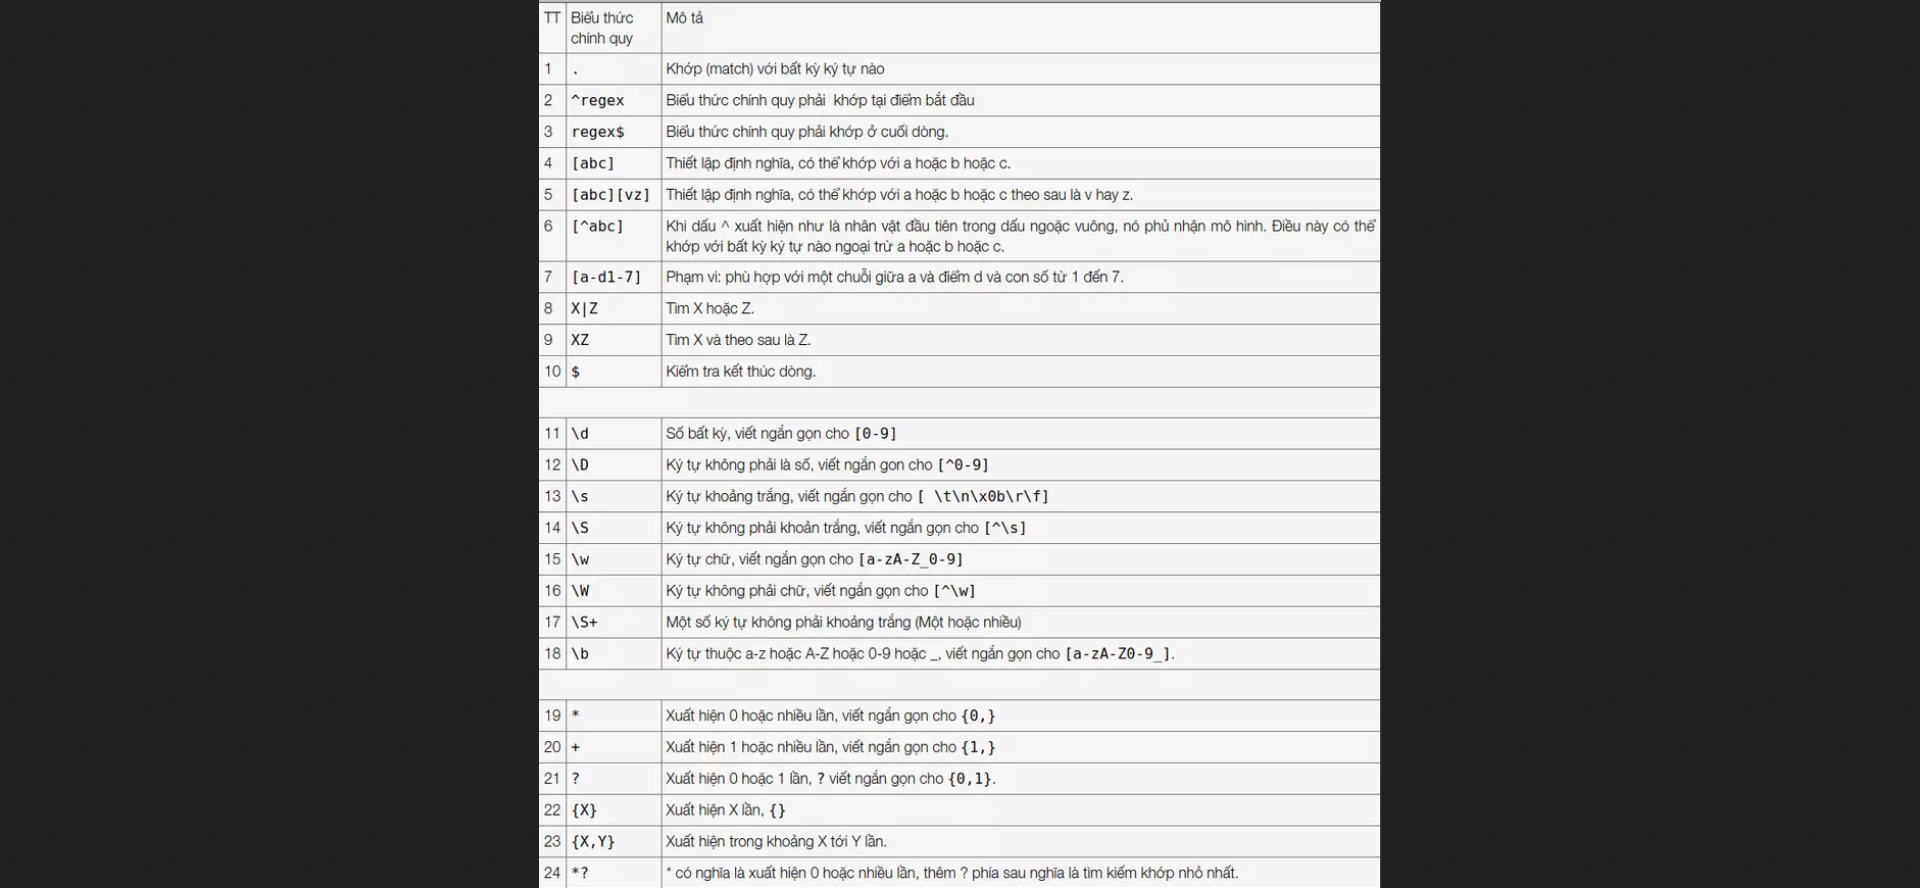 TT Biểu thức chính quy Mô tả
1 . Khớp (match) với bất kỳ ký tự nào
2 ^regex Biểu thức chính quy phải khớp tại điểm bắt đầu
3 regex$ Biểu thức chính quy phải khớp ở cuối dòng.
4 [abc] Thiết lập định nghĩa, có thể khớp với a hoặc b hoặc c.
5 [abc][vz] Thiết lập định nghĩa, có thể khớp với a hoặc b hoặc c theo sau là v hay z.
6 [^abc] Khi dấu ^ xuất hiện như là nhân vật đầu tiên trong dấu ngoặc vuông, nó phủ nhận mô hình. Điều này có thể
khớp với bất kỳ ký tự nào ngoại trừ a hoặc b hoặc c.
7 [a-d1-7] Phạm vi: phù hợp với một chuỗi giữa a và điểm d và con số từ 1 đến 7.
8 X|Z Tìm X hoặc Z.
9 XZ Tìm X và theo sau là Z.
10 $ Kiểm tra kết thúc dòng.
11 \d Số bất kỳ, viết ngắn gọn cho [0-9]
12 \D Ký tự không phải là số, viết ngắn gon cho [^0-9]
13 \s Ký tự khoảng trắng, viết ngắn gọn cho [ \t\n\x0b\r\f]
14 \S Ký tự không phải khoản trắng, viết ngắn gọn cho [^\s]
15 \w Ký tự chữ, viết ngắn gọn cho [a-zA-Z_0-9]
16 \W Ký tự không phải chữ, viết ngắn gọn cho [^\w]
17 \S+ Một số ký tự không phải khoảng trắng (Một hoặc nhiều)
18 \b Ký tự thuộc a-z hoặc A-Z hoặc 0-9 hoặc _, viết ngắn gọn cho [a-zA-Z0-9_].
19 * Xuất hiện 0 hoặc nhiều lần, viết ngắn gọn cho {0,}
20 + Xuất hiện 1 hoặc nhiều lần, viết ngắn gọn cho {1,}
21 ? Xuất hiện 0 hoặc 1 lần, ? viết ngắn gọn cho {0,1}.
22 {X} Xuất hiện X lần, {}
23 {X,Y} Xuất hiện trong khoảng X tới Y lần.
24 *? * có nghĩa là xuất hiện 0 hoặc nhiều lần, thêm ? phía sau nghĩa là tìm kiếm khớp nhỏ nhất.